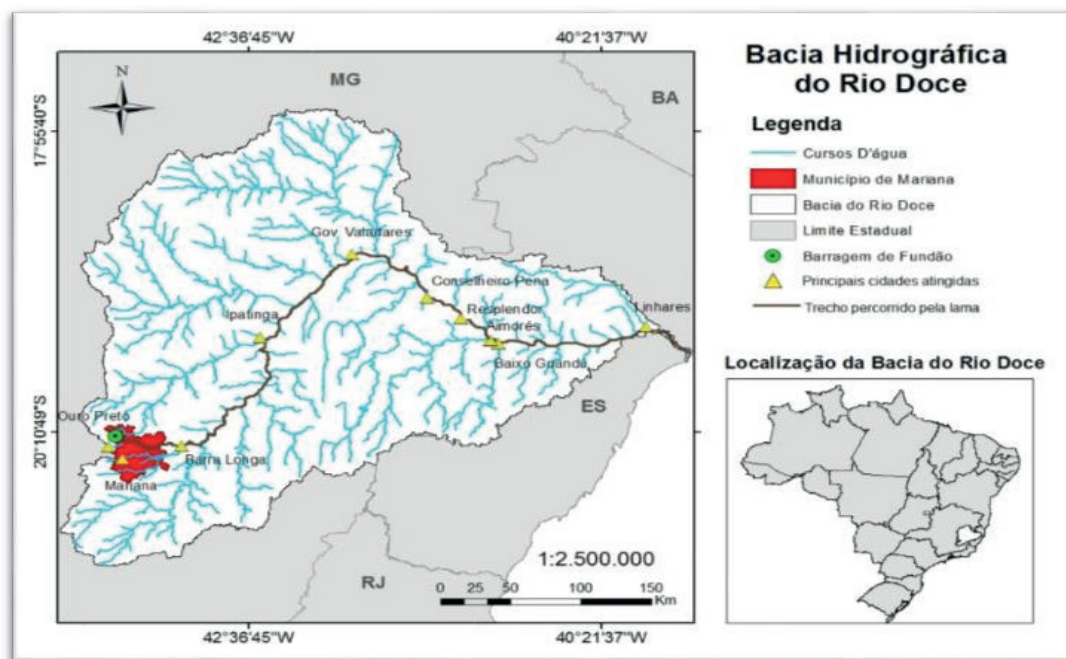 42°36'45"W
40°21'37"W
N
MG
BA
17°55'40"S
Gov. Valadares
Conselheiro Pena
Resplendor
Ipatinga
Aimorés
Linhares
Baixo Guandu
20°10'49"S
Ouro Preto
ES
Barra Longa
Mariana
1:2.500.000
RJ
0 25 50 100 150
Km
42°36'45"W
40°21'37"W
Bacia Hidrográfica
do Rio Doce
Legenda
Cursos D'água
Município de Mariana
Bacia do Rio Doce
Limite Estadual
Barragem de Fundão
Principais cidades atingidas
Trecho percorrido pela lama
Localização da Bacia do Rio Doce